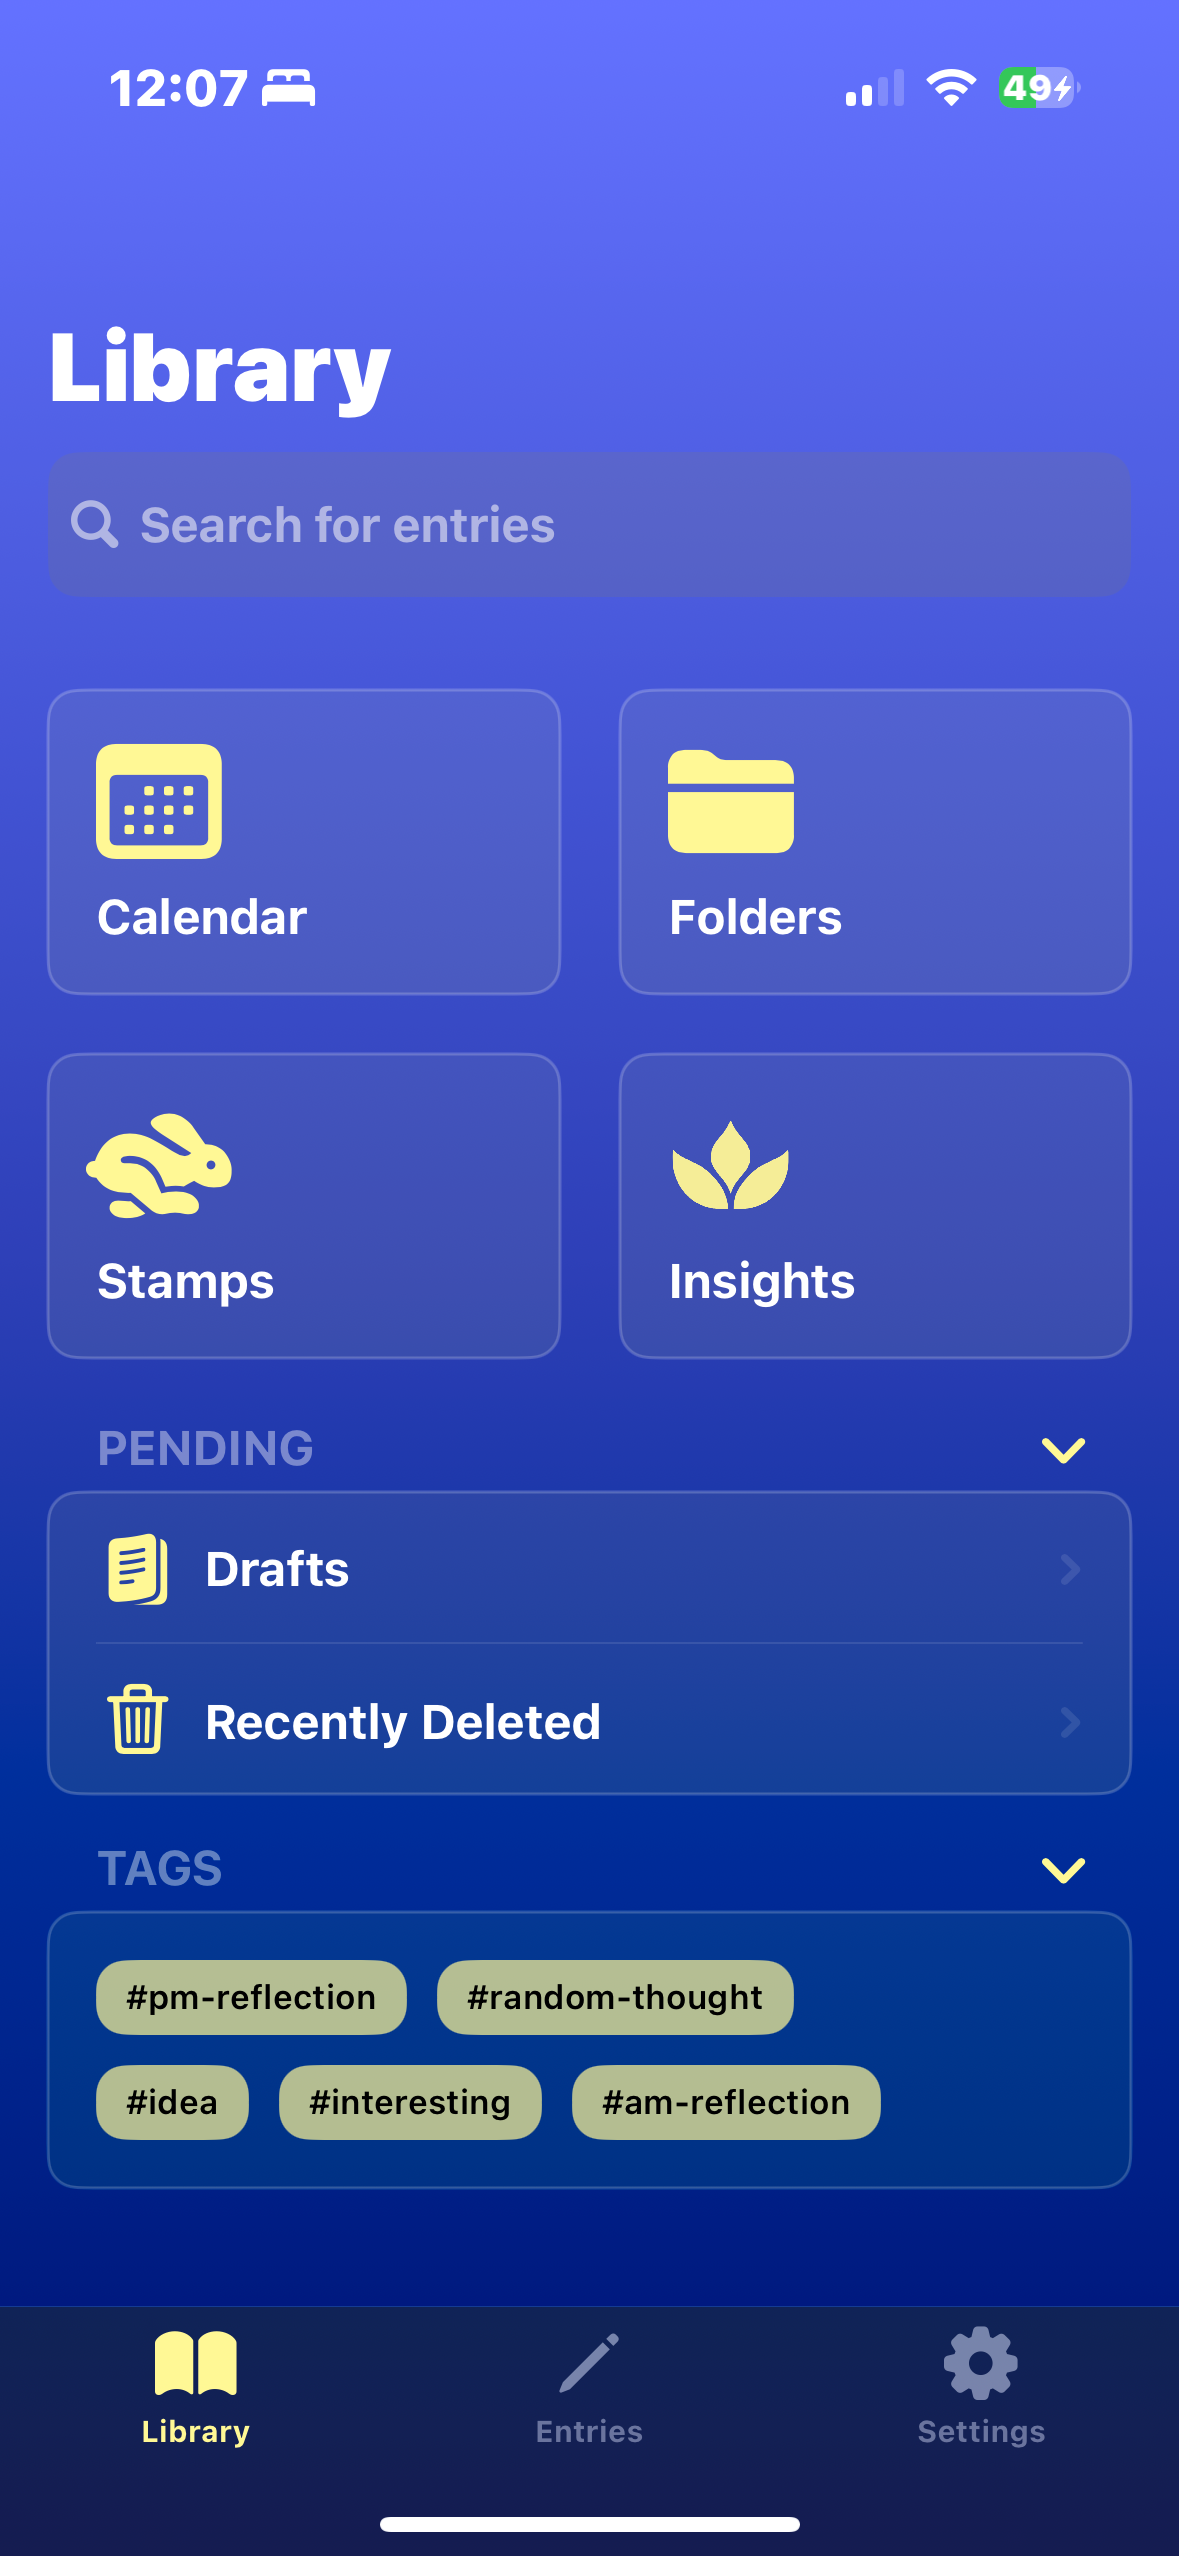 12:07
49
Library
Search for entries
Calendar
Folders
Stamps
Insights
PENDING
Drafts
Recently Deleted
TAGS
#pm-reflection #random-thought
#idea #interesting #am-reflection
Library Entries Settings